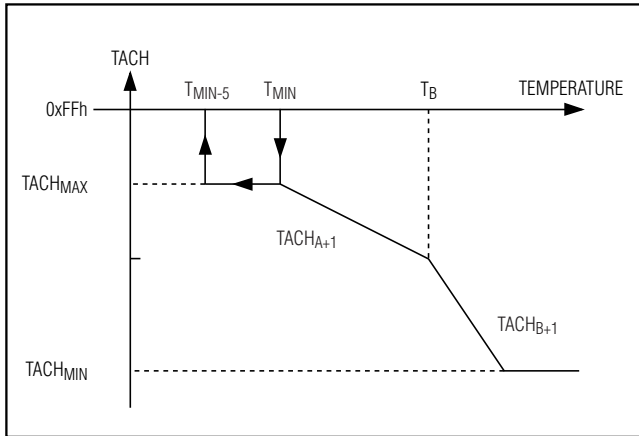 TACH
T_MIN-5 T_MIN T_B TEMPERATURE
0xFFh
TACH_MAX
TACH_A+1
TACH_B+1
TACH_MIN